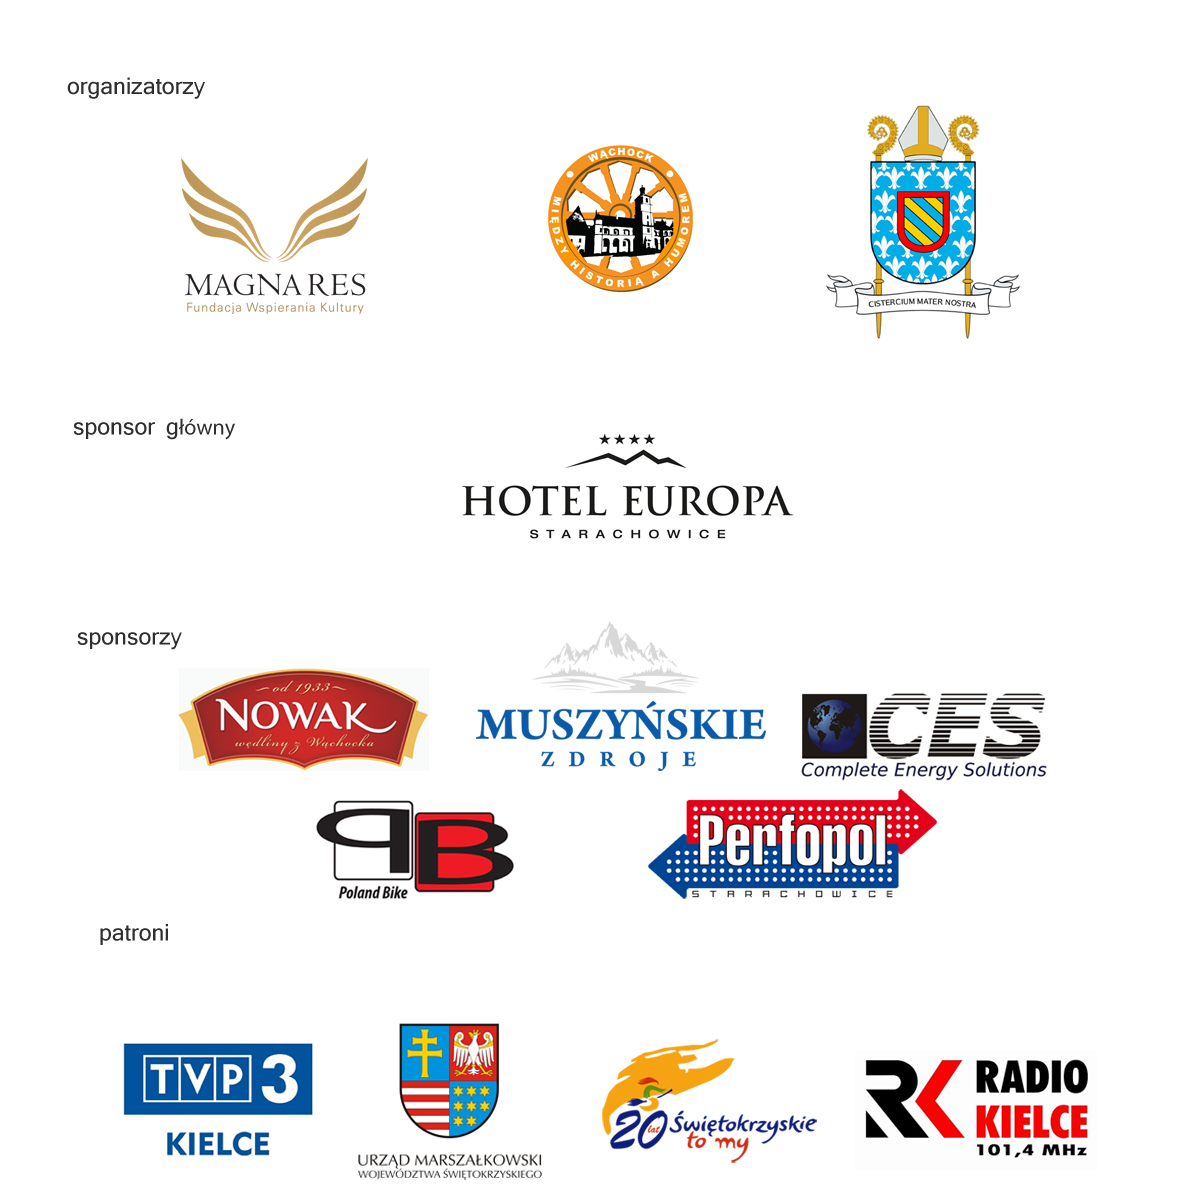 organizatorzy
MAGNA RES
Fundacja Wspierania Kultury
WĄCHOCK
MIĘDZY HISTORIĄ A HUMOREM
CISTERCIUM MATER NOSTRA
sponsor główny
HOTEL EUROPA
STARACHOWICE
sponsorzy
od 1933
NOWAK
wędliny z Wąchocka
MUSZYŃSKIE
ZDROJE
CES
Complete Energy Solutions
PB
Poland Bike
Perfopol
STARACHOWICE
patroni
TVP 3
KIELCE
URZĄD MARSZAŁKOWSKI
WOJEWÓDZTWA ŚWIĘTOKRZYSKIEGO
20 lat Świętokrzyskie
to my
RK RADIO
KIELCE
101,4 MHz